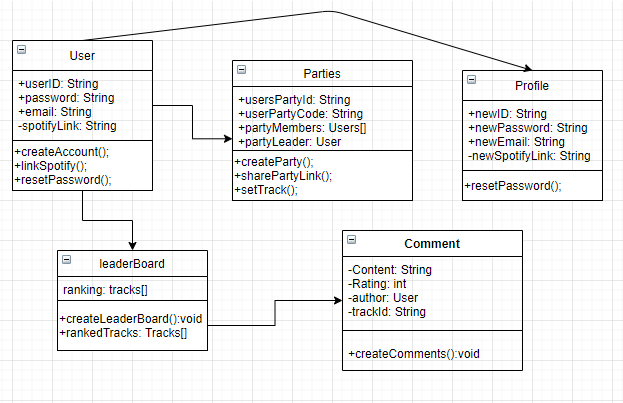 User
+userID: String
+password: String
+email: String
-spotifyLink: String
+createAccount();
+linkSpotify();
+resetPassword();
Parties
+usersPartyId: String
+userPartyCode: String
+partyMembers: Users[]
+partyLeader: User
+createParty();
+sharePartyLink();
+setTrack();
Profile
+newID: String
+newPassword: String
+newEmail: String
-newSpotifyLink: String
+resetPassword();
leaderBoard
ranking: tracks[]
+createLeaderBoard():void
+rankedTracks: Tracks[]
Comment
-Content: String
-Rating: int
-author: User
-trackId: String
+createComments():void